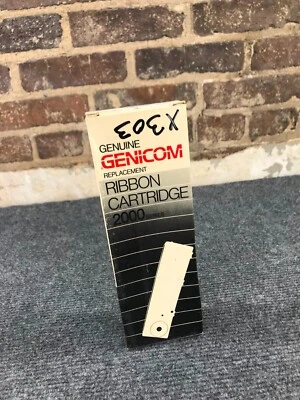 X303
GENUINE
GENICOM
REPLACEMENT
RIBBON
CARTRIDGE
2000